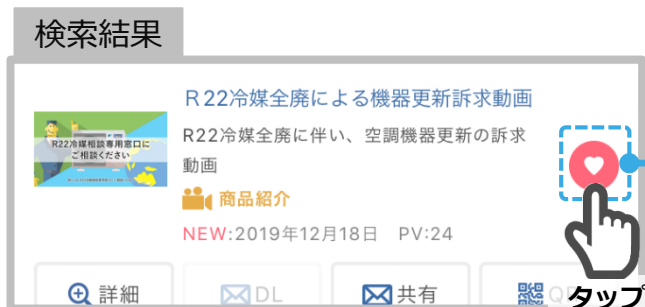 検索結果
R22冷媒全廃による機器更新訴求動画
R22冷媒全廃に伴い、空調機器更新の訴求
動画
R22冷媒相談専用窓口に
ご相談ください
商品紹介
NEW:2019年12月18日 PV:24
詳細
DL
共有
タップ